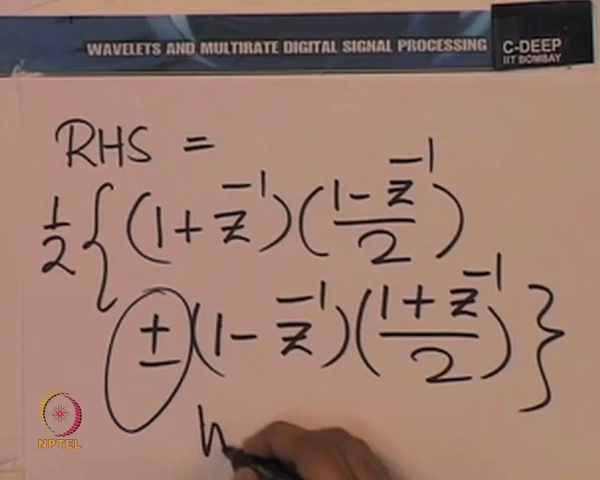 WAVELETS AND MULTIRATE DIGITAL SIGNAL PROCESSING
C-DEEP
IIT BOMBAY
RHS =
1/2 { (1 + z^-1) ((1 - z^-1)/2)
± (1 - z^-1) ((1 + z^-1)/2) }
NPTEL